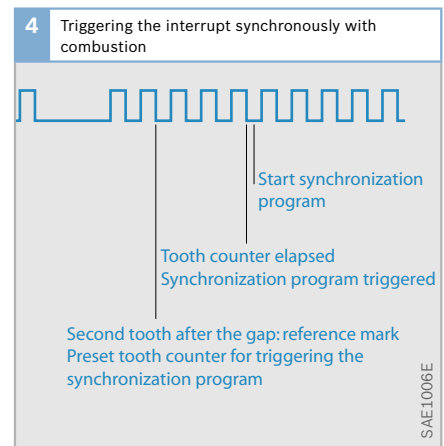 4
Triggering the interrupt synchronously with
combustion
Start synchronization
program
Tooth counter elapsed
Synchronization program triggered
Second tooth after the gap: reference mark
Preset tooth counter for triggering the
synchronization program
SAE1006E